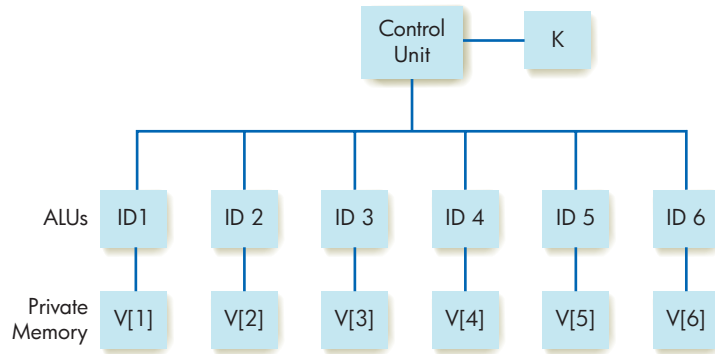 Control
Unit
K
ALUs
ID1
ID 2
ID 3
ID 4
ID 5
ID 6
Private
Memory
V[1]
V[2]
V[3]
V[4]
V[5]
V[6]